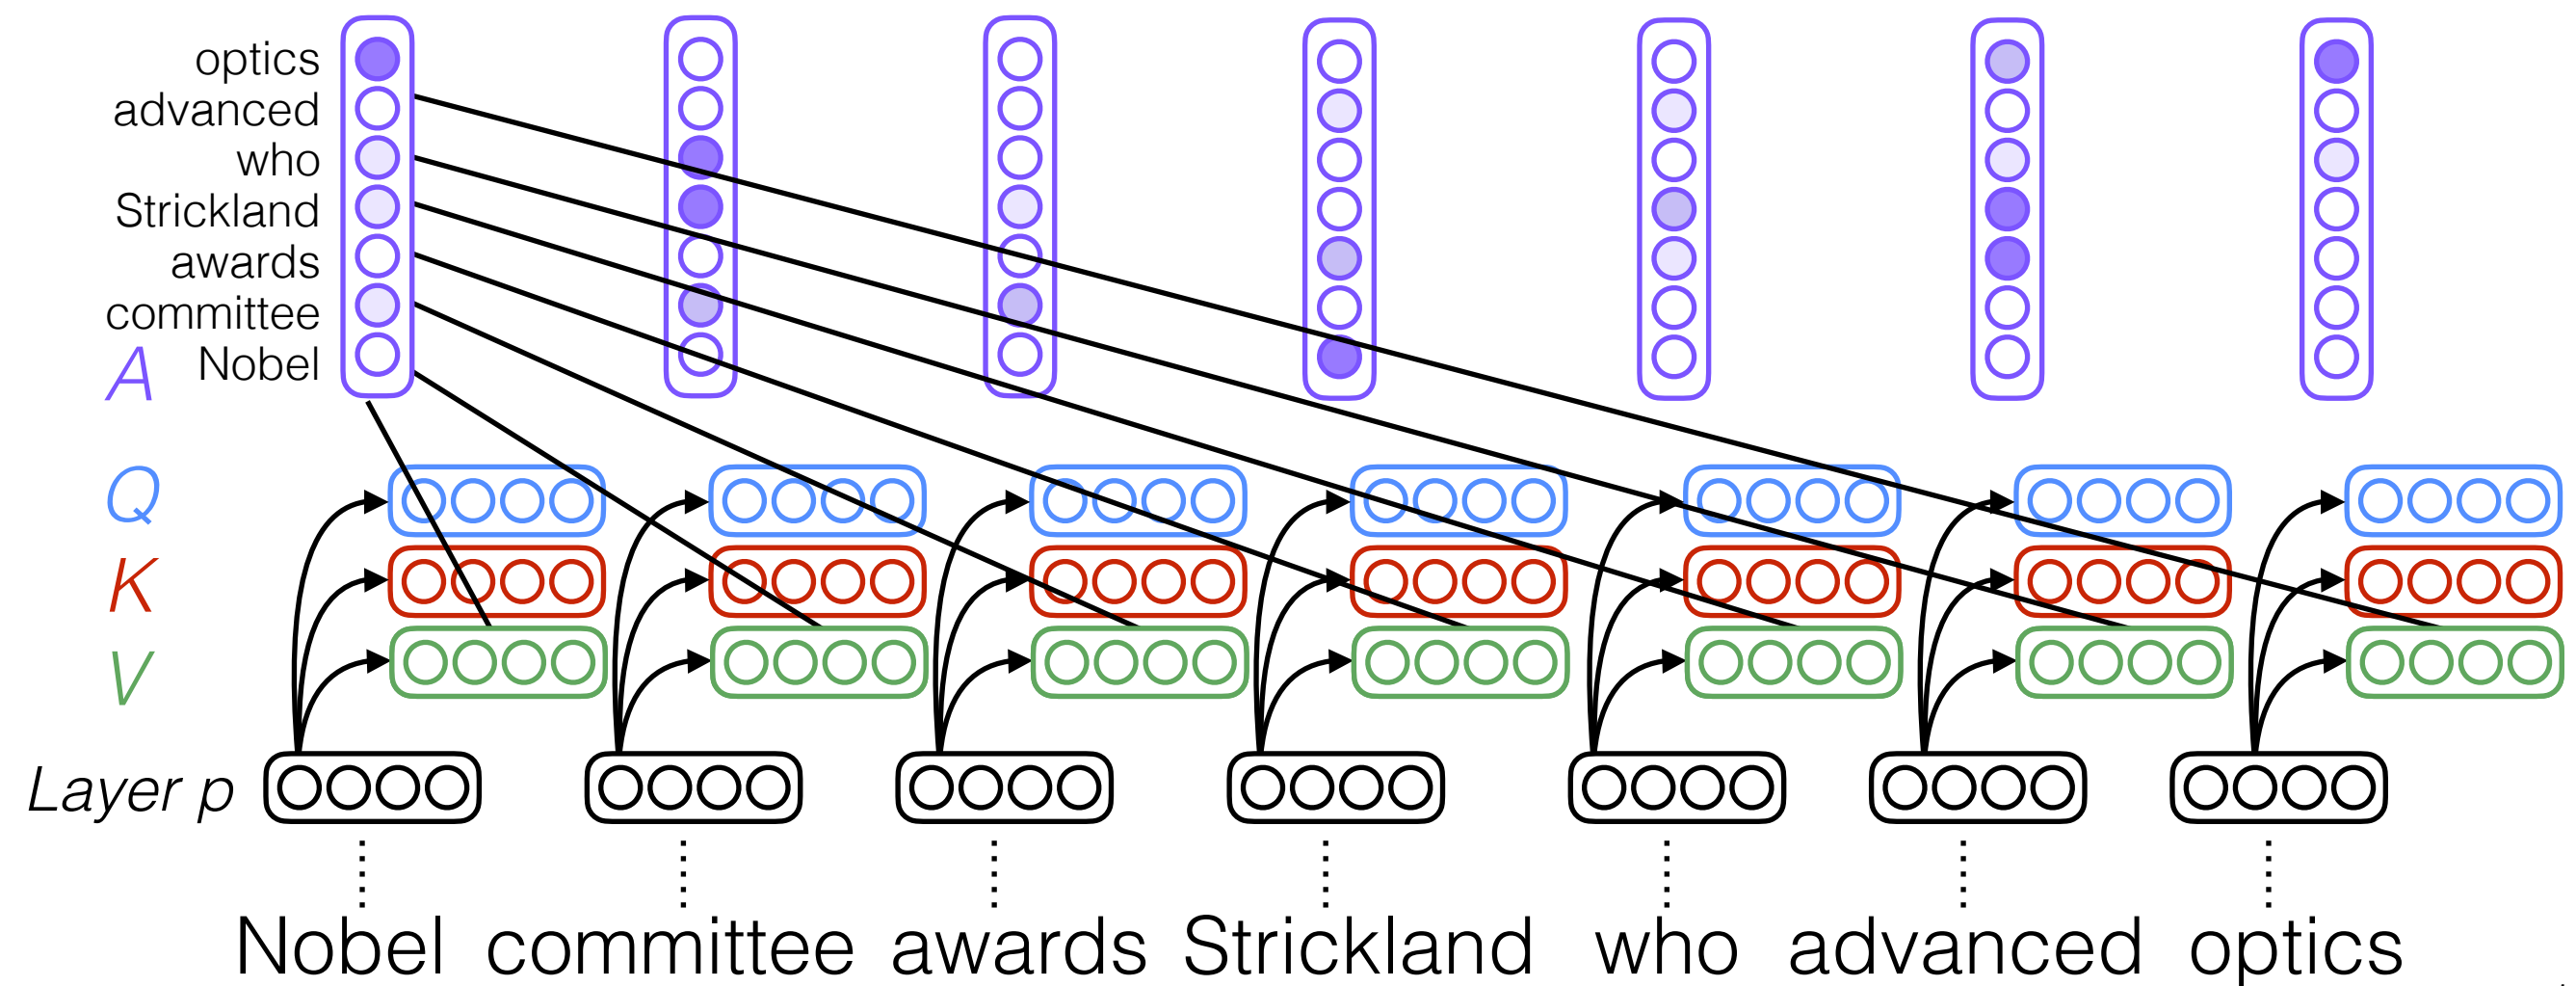 optics
advanced
who
Strickland
awards
committee
A Nobel
Q
K
V
Layer p
Nobel committee awards Strickland who advanced optics